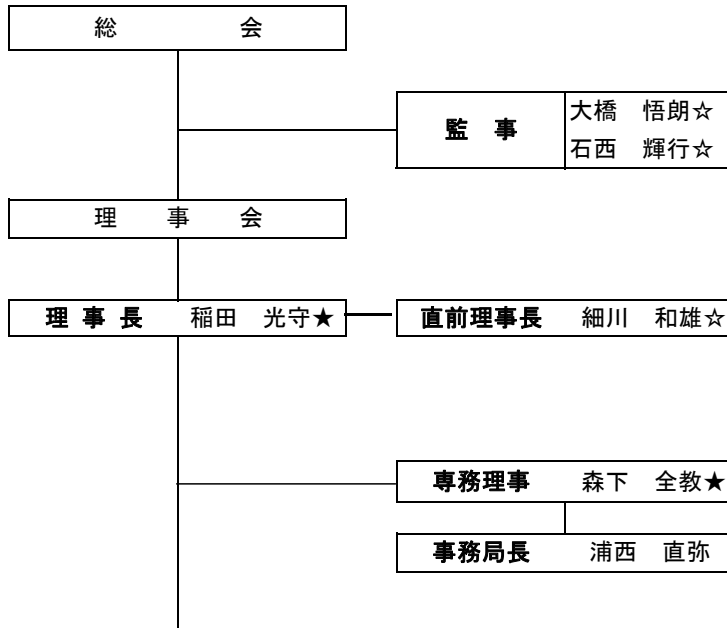 総　　　　会
監　事
大橋　悟朗☆
石西　輝行☆
理　　事　　会
理 事 長　稲田　光守★
直前理事長　細川　和雄☆
専務理事　森下　全教★
事務局長　浦西　直弥